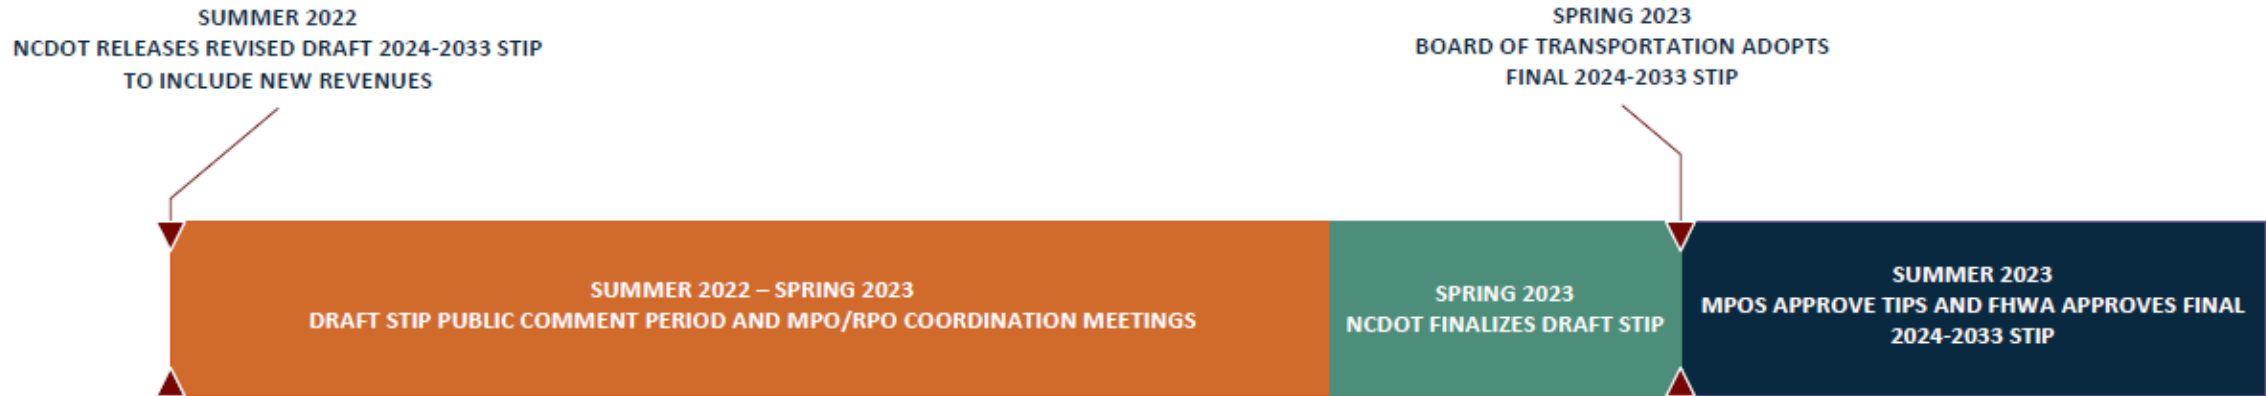 SUMMER 2022
NCDOT RELEASES REVISED DRAFT 2024-2033 STIP
TO INCLUDE NEW REVENUES
SPRING 2023
BOARD OF TRANSPORTATION ADOPTS
FINAL 2024-2033 STIP
SUMMER 2022 – SPRING 2023
DRAFT STIP PUBLIC COMMENT PERIOD AND MPO/RPO COORDINATION MEETINGS
SPRING 2023
NCDOT FINALIZES DRAFT STIP
SUMMER 2023
MPOS APPROVE TIPS AND FHWA APPROVES FINAL
2024-2033 STIP